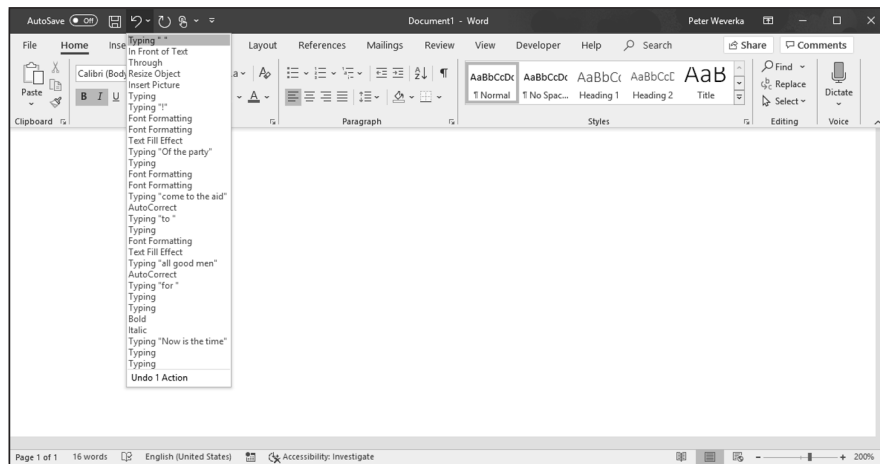 AutoSave Off Document1 - Word Peter Weverka
File Home Inse Layout References Mailings Review View Developer Help Search Share Comments
Paste
Clipboard
Calibri (Body
B I U
A
Paragraph
AaBbCcDc AaBbCcDc AaBbCc AaBbCcD AaB
¶ Normal ¶ No Spac... Heading 1 Heading 2 Title
Styles
Find
Replace
Select
Editing
Dictate
Voice
Typing " "
In Front of Text
Through
Resize Object
Insert Picture
Typing
Typing "!"
Font Formatting
Font Formatting
Text Fill Effect
Typing "Of the party"
Typing
Font Formatting
Font Formatting
Typing "come to the aid"
AutoCorrect
Typing "to "
Typing
Font Formatting
Text Fill Effect
Typing "all good men"
AutoCorrect
Typing "for "
Typing
Typing
Bold
Italic
Typing "Now is the time"
Typing
Typing
Undo 1 Action
Page 1 of 1 16 words English (United States) Accessibility: Investigate 200%